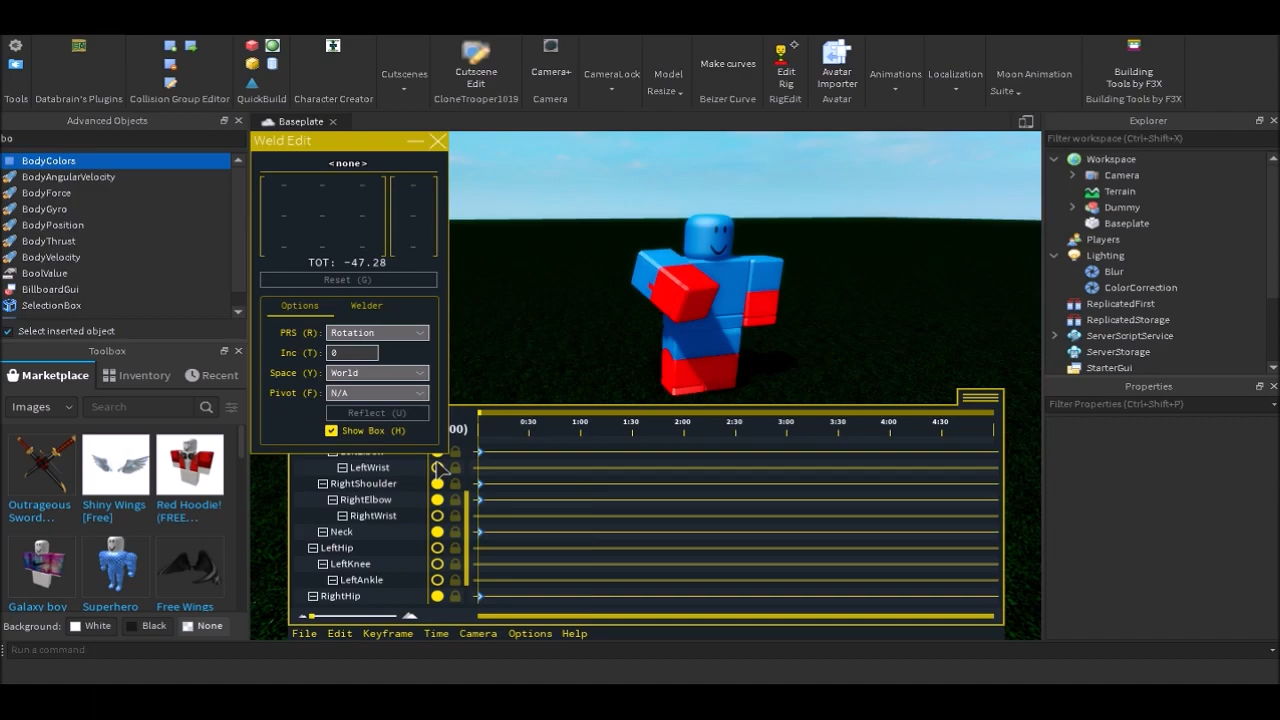 Tools
Databrain's Plugins
Collision Group Editor
QuickBuild
Character Creator
Cutscenes
Cutscene
Edit
CloneTrooper1019
Camera+
Camera
CameraLock
Model
Resize
Make curves
Beizer Curve
Edit
Rig
RigEdit
Avatar
Importer
Avatar
Animations
Localization
Moon Animation
Suite
Building
Tools by F3X
Building Tools by F3X
Advanced Objects
bo
BodyColors
BodyAngularVelocity
BodyForce
BodyGyro
BodyPosition
BodyThrust
BodyVelocity
BoolValue
BillboardGui
SelectionBox
Select inserted object
Toolbox
Marketplace
Inventory
Recent
Images
Search
Outrageous
Sword...
Shiny Wings
[Free]
Red Hoodie!
(FREE...
Galaxy boy
Superhero
Free Wings
Background:
White
Black
None
Run a command
Baseplate
Weld Edit
<none>
TOT: -47.28
Reset (G)
Options
Welder
PRS (R):
Rotation
Inc (T):
0
Space (Y):
World
Pivot (F):
N/A
Reflect (U)
Show Box (H)
00)
0:30
1:00
1:30
2:00
2:30
3:00
3:30
4:00
4:30
LeftWrist
RightShoulder
RightElbow
RightWrist
Neck
LeftHip
LeftKnee
LeftAnkle
RightHip
File
Edit
Keyframe
Time
Camera
Options
Help
Explorer
Filter workspace (Ctrl+Shift+X)
Workspace
Camera
Terrain
Dummy
Baseplate
Players
Lighting
Blur
ColorCorrection
ReplicatedFirst
ReplicatedStorage
ServerScriptService
ServerStorage
StarterGui
Properties
Filter Properties (Ctrl+Shift+P)